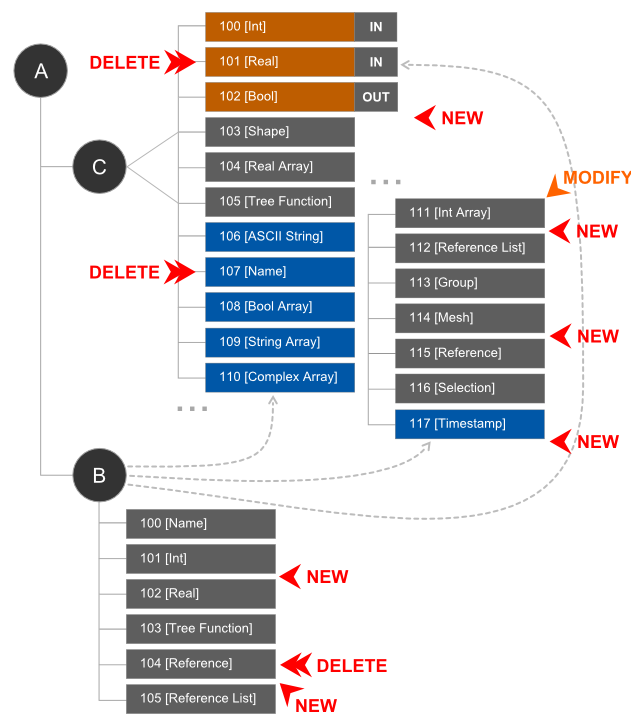 100 [Int] IN
A
DELETE 101 [Real] IN
102 [Bool] OUT
NEW
103 [Shape]
C
104 [Real Array]
...
MODIFY
105 [Tree Function]
111 [Int Array]
NEW
106 [ASCII String]
112 [Reference List]
DELETE 107 [Name]
113 [Group]
108 [Bool Array]
114 [Mesh]
NEW
109 [String Array]
115 [Reference]
110 [Complex Array]
116 [Selection]
...
117 [Timestamp]
NEW
B
100 [Name]
101 [Int]
NEW
102 [Real]
103 [Tree Function]
104 [Reference] DELETE
105 [Reference List]
NEW